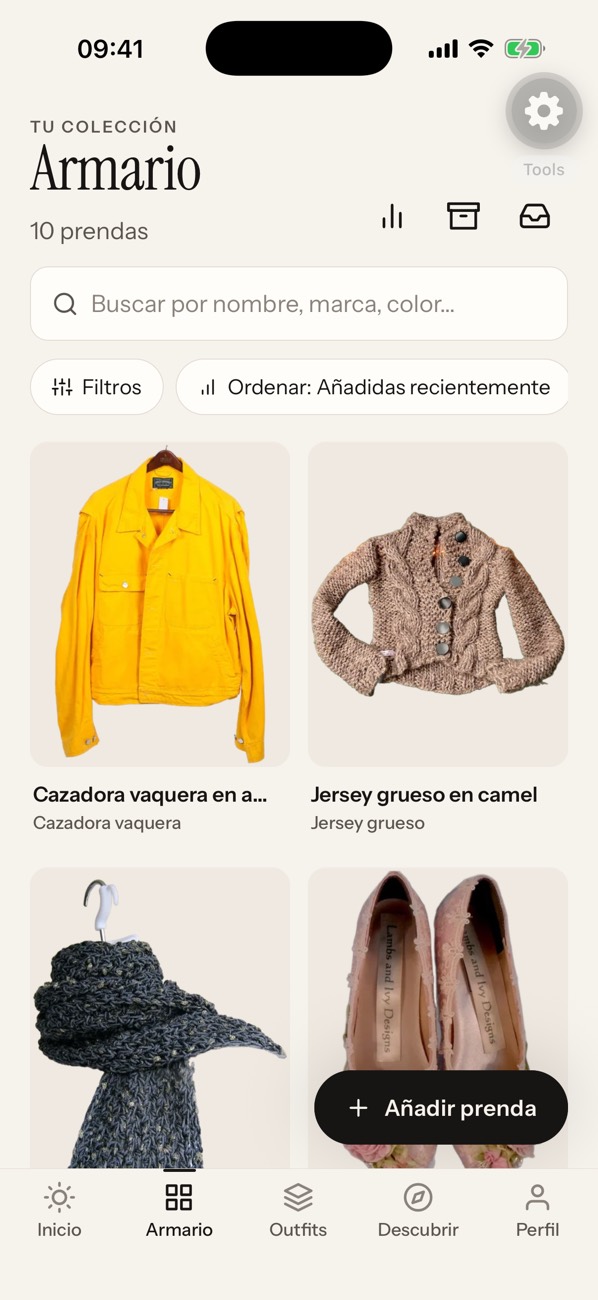 09:41
TU COLECCIÓN
Armario
Tools
10 prendas
Buscar por nombre, marca, color...
Filtros
Ordenar: Añadidas recientemente
Cazadora vaquera en a...
Cazadora vaquera
Jersey grueso en camel
Jersey grueso
Lambs and Ivy Designs
Lambs and Ivy Designs
Añadir prenda
Inicio
Armario
Outfits
Descubrir
Perfil